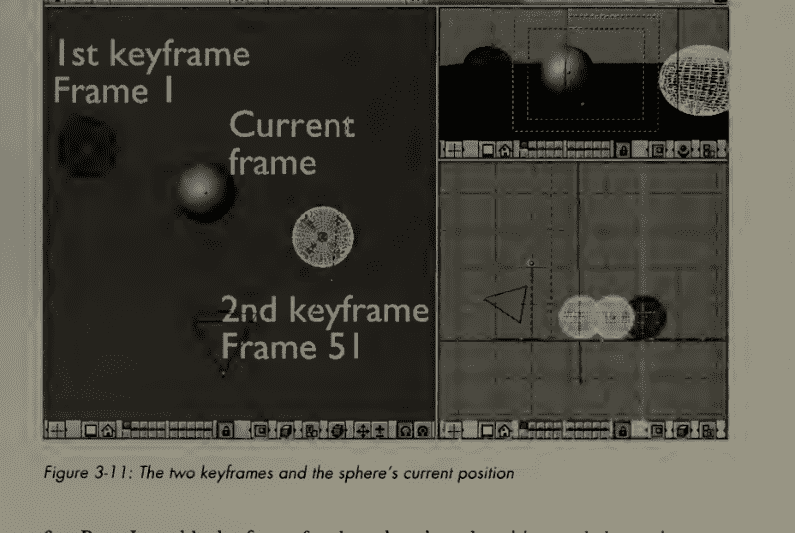 1st keyframe
Frame 1
Current
frame
2nd keyframe
Frame 51
Figure 3-11: The two keyframes and the sphere's current position